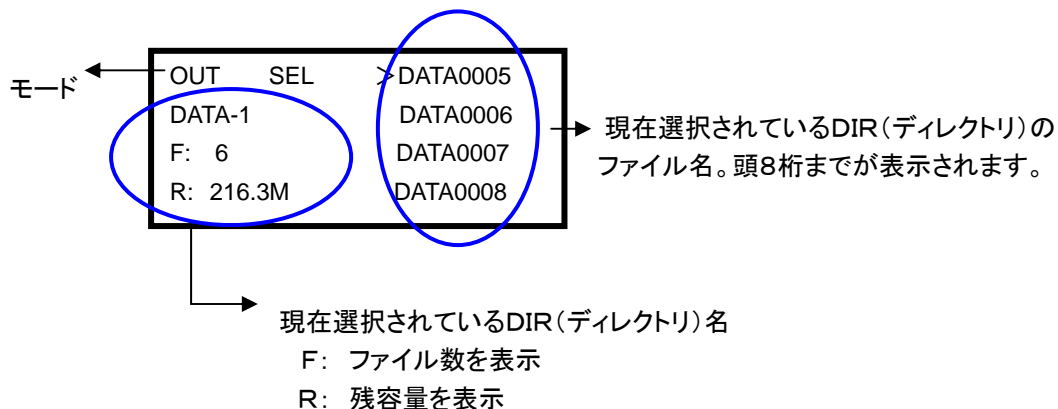 モード
OUT SEL >DATA0005
DATA-1 DATA0006
F: 6 DATA0007
R: 216.3M DATA0008
現在選択されているDIR(ディレクトリ)の
ファイル名。頭8桁までが表示されます。
現在選択されているDIR(ディレクトリ)名
F: ファイル数を表示
R: 残容量を表示